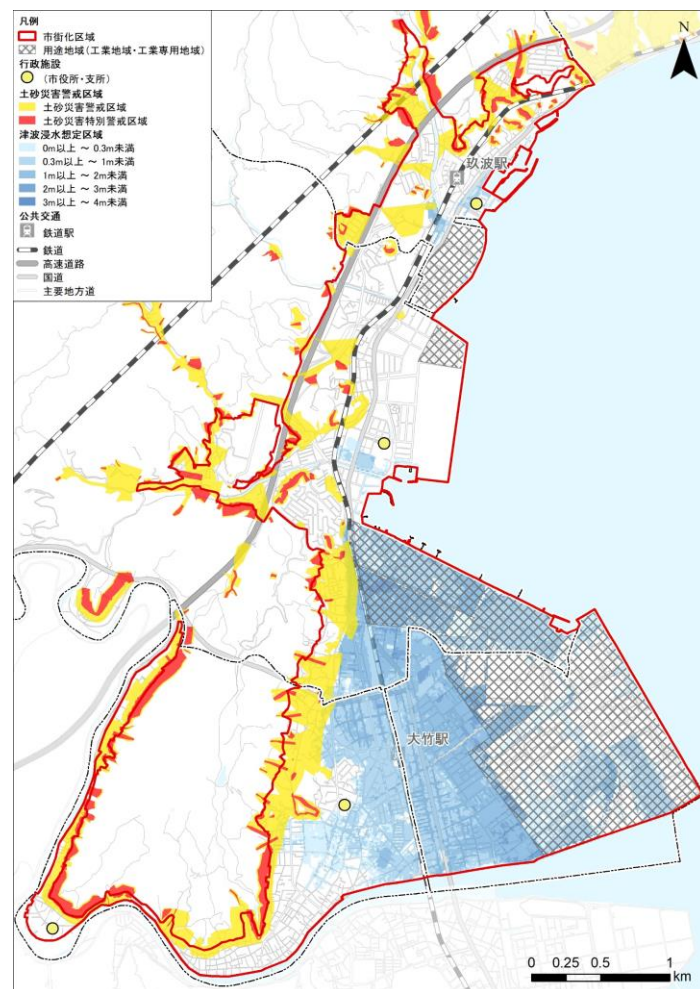 凡例
市街化区域
用途地域(工業地域・工業専用地域)
行政施設
(市役所・支所)
土砂災害警戒区域
土砂災害警戒区域
土砂災害特別警戒区域
津波浸水想定区域
0m以上 ~ 0.3m未満
0.3m以上 ~ 1m未満
1m以上 ~ 2m未満
2m以上 ~ 3m未満
3m以上 ~ 4m未満
公共交通
鉄道駅
鉄道
高速道路
国道
主要地方道
N
玖波駅
大竹駅
0 0.25 0.5 1
km